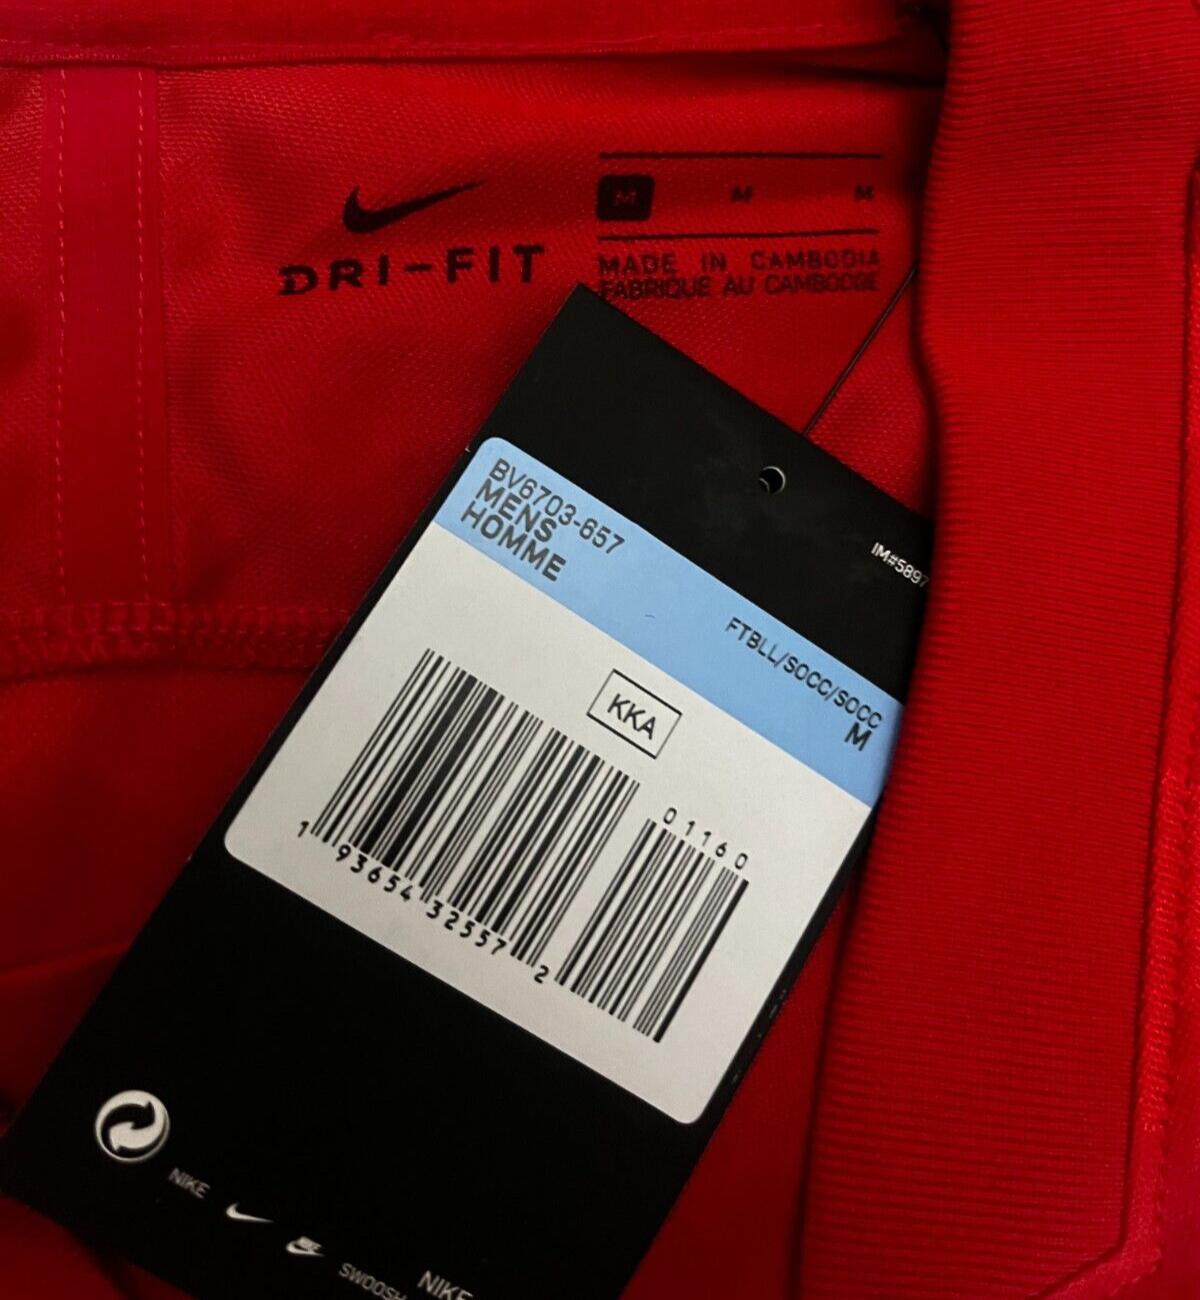 M M M
DRI-FIT
MADE IN CAMBODIA
FABRIQUE AU CAMBODGE
BV6703-657
MENS
HOMME
IM#5897
FTBLL/SOCC/SOCC
M
KKA
01160
1 93654 32557 2
NIKE
SWOOSH
NIKE